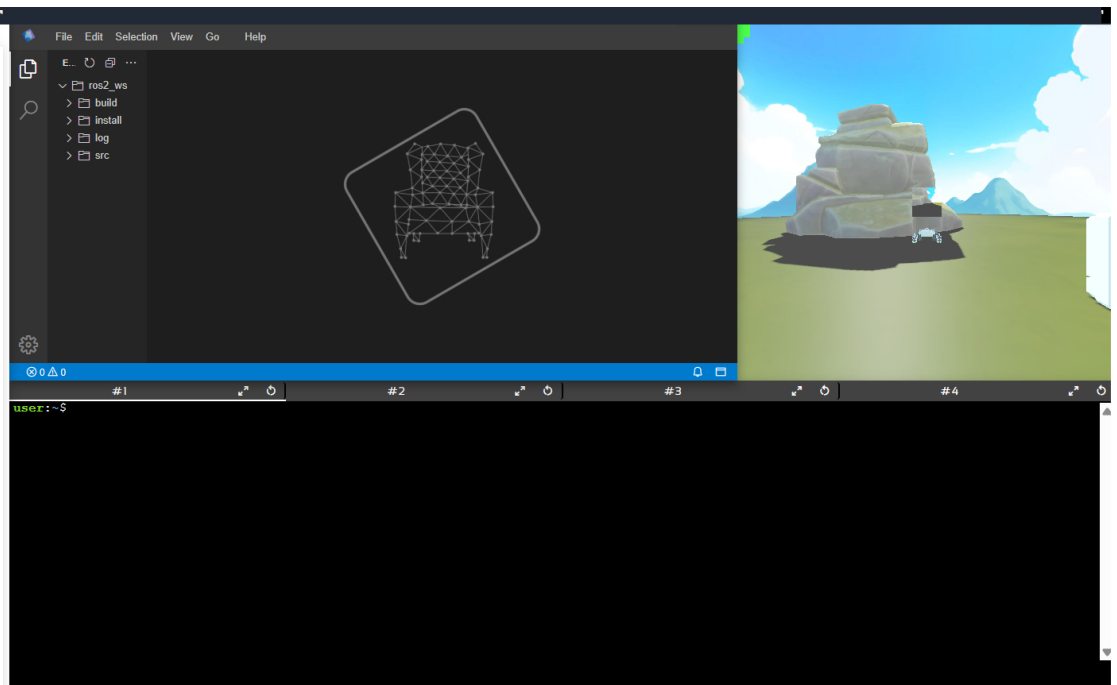 File Edit Selection View Go Help
E...
ros2_ws
build
install
log
src
0 0
#1 #2 #3 #4
user:~$